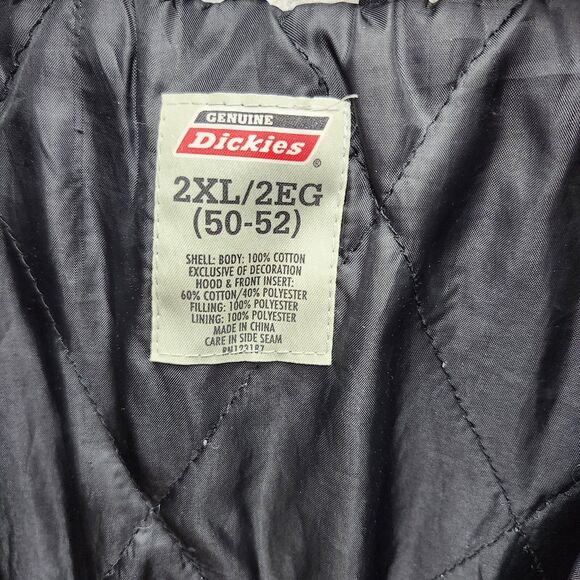 GENUINE
Dickies
®
2XL/2EG
(50-52)
SHELL: BODY: 100% COTTON
EXCLUSIVE OF DECORATION
HOOD & FRONT INSERT:
60% COTTON/40% POLYESTER
FILLING: 100% POLYESTER
LINING: 100% POLYESTER
MADE IN CHINA
CARE IN SIDE SEAM
RN123187